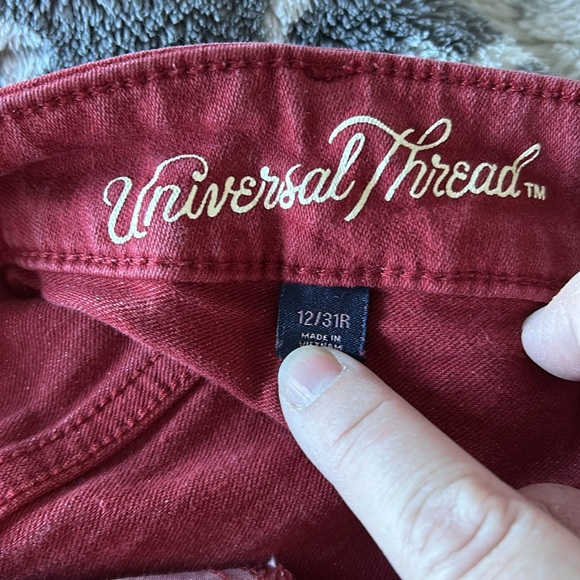 Universal Thread™
12/31R
MADE IN
VIETNAM